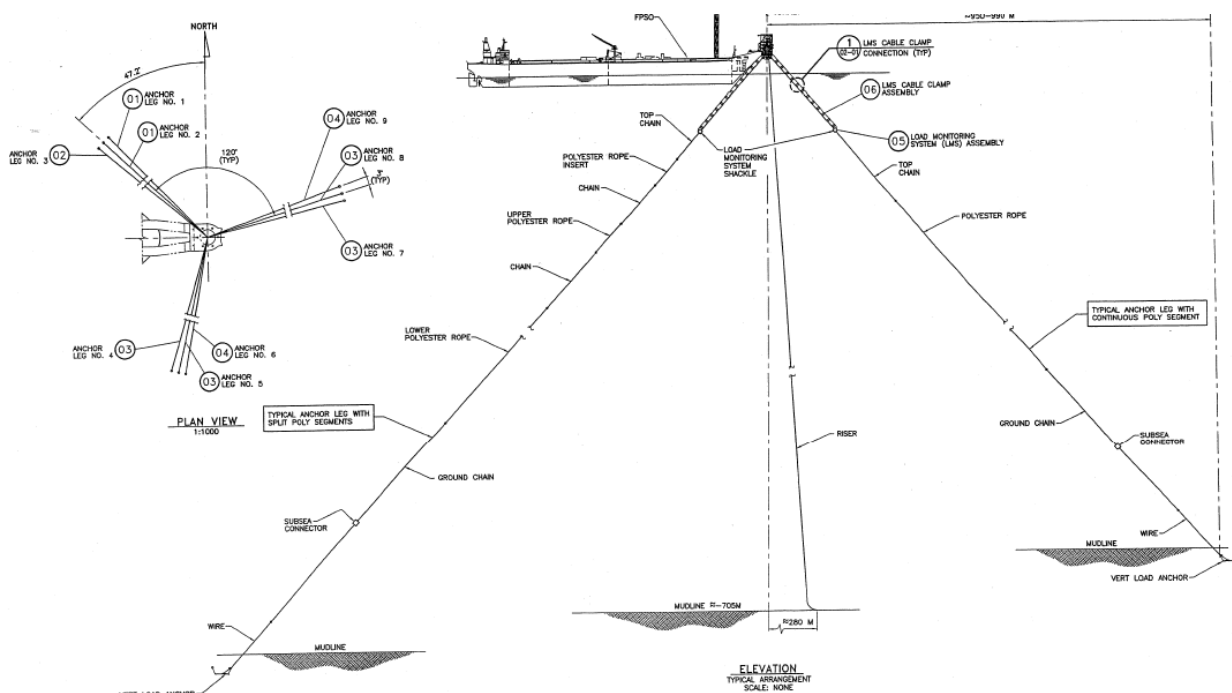 NORTH
47.2°
01 ANCHOR
LEG NO. 1
01 ANCHOR
LEG NO. 2
ANCHOR
LEG NO. 3 02
120°
(TYP)
04 ANCHOR
LEG NO. 9
03 ANCHOR
LEG NO. 8
3°
(TYP)
03 ANCHOR
LEG NO. 7
ANCHOR
LEG NO. 4 03
04 ANCHOR
LEG NO. 6
03 ANCHOR
LEG NO. 5
PLAN VIEW
1:1000
FPSO
≈950-990 M
1
02-01
LMS CABLE CLAMP
CONNECTION (TYP)
06 LMS CABLE CLAMP
ASSEMBLY
05 LOAD MONITORING
SYSTEM (LMS) ASSEMBLY
TOP
CHAIN
LOAD
MONITORING
SYSTEM
SHACKLE
TOP
CHAIN
POLYESTER ROPE
INSERT
CHAIN
UPPER
POLYESTER ROPE
POLYESTER ROPE
CHAIN
LOWER
POLYESTER ROPE
TYPICAL ANCHOR LEG WITH
CONTINUOUS POLY SEGMENT
TYPICAL ANCHOR LEG WITH
SPLIT POLY SEGMENTS
RISER
GROUND CHAIN
SUBSEA
CONNECTOR
GROUND CHAIN
SUBSEA
CONNECTOR
WIRE
MUDLINE
VERT LOAD ANCHOR
MUDLINE ≈-705M
≈280 M
WIRE
MUDLINE
ELEVATION
TYPICAL ARRANGEMENT
SCALE: NONE